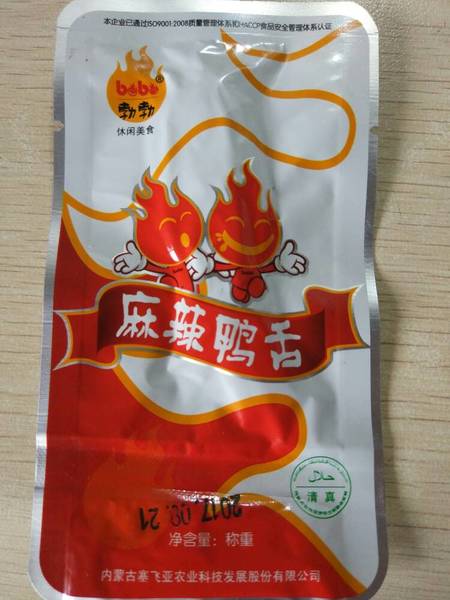 本企业已通过ISO9001:2008质量管理体系和HACCP食品安全管理体系认证
bobo®
勃勃
休闲美食
麻辣鸭舌
حلال
清真
2017.09.21
净含量：称重
内蒙古塞飞亚农业科技发展股份有限公司